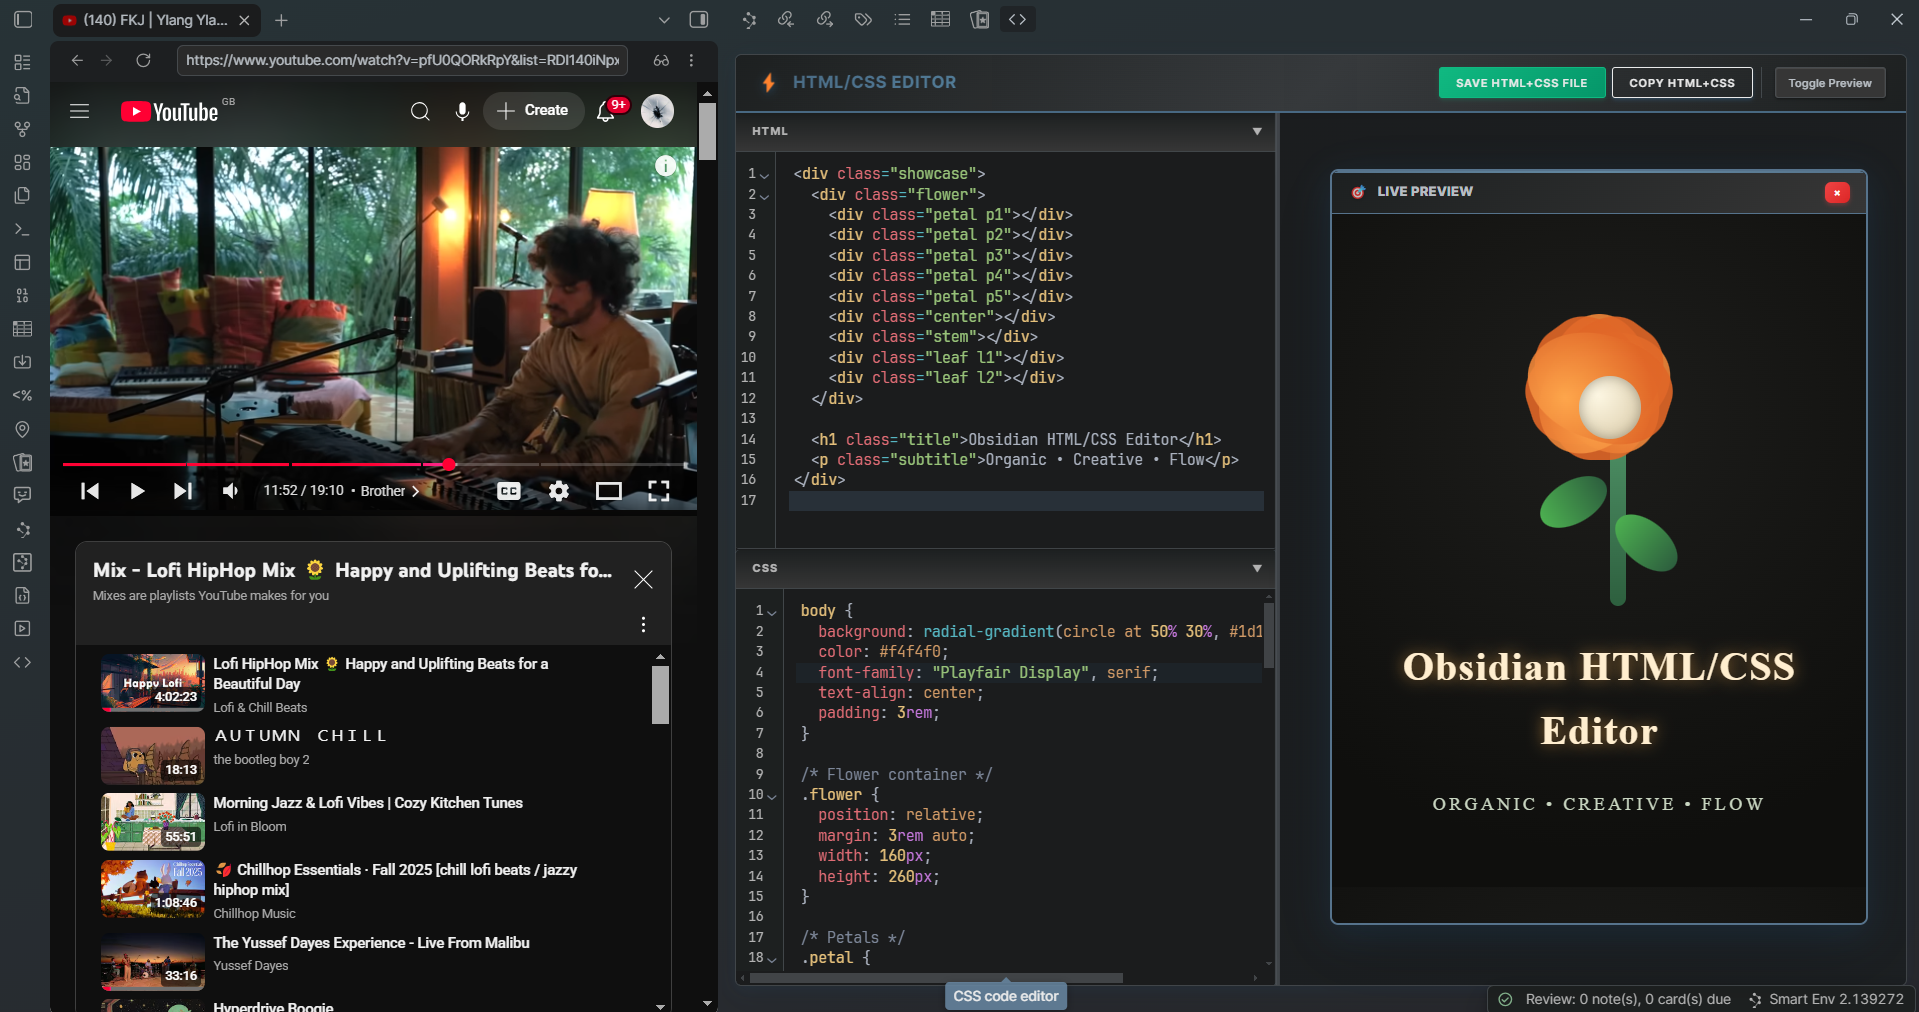 (140) FKJ | Ylang Yla...
https://www.youtube.com/watch?v=pfU0QORkRpY&list=RDI140iNpx
YouTube GB
Create
9+
11:52 / 19:10 • Brother
CC
Mix - Lofi HipHop Mix 🌻 Happy and Uplifting Beats fo...
Mixes are playlists YouTube makes for you
Happy Lofi
4:02:23
Lofi HipHop Mix 🌻 Happy and Uplifting Beats for a
Beautiful Day
Lofi & Chill Beats
18:13
AUTUMN CHILL
the bootleg boy 2
55:51
Morning Jazz & Lofi Vibes | Cozy Kitchen Tunes
Lofi in Bloom
Fall 2025
1:08:46
🍂 Chillhop Essentials · Fall 2025 [chill lofi beats / jazzy
hiphop mix]
Chillhop Music
33:16
The Yussef Dayes Experience - Live From Malibu
Yussef Dayes
Hyperdrive Boogie
HTML/CSS EDITOR
SAVE HTML+CSS FILE
COPY HTML+CSS
Toggle Preview
HTML
1 <div class="showcase">
2 <div class="flower">
3 <div class="petal p1"></div>
4 <div class="petal p2"></div>
5 <div class="petal p3"></div>
6 <div class="petal p4"></div>
7 <div class="petal p5"></div>
8 <div class="center"></div>
9 <div class="stem"></div>
10 <div class="leaf l1"></div>
11 <div class="leaf l2"></div>
12 </div>
13
14 <h1 class="title">Obsidian HTML/CSS Editor</h1>
15 <p class="subtitle">Organic • Creative • Flow</p>
16 </div>
17
CSS
1 body {
2 background: radial-gradient(circle at 50% 30%, #1d1
3 color: #f4f4f0;
4 font-family: "Playfair Display", serif;
5 text-align: center;
6 padding: 3rem;
7 }
8
9 /* Flower container */
10 .flower {
11 position: relative;
12 margin: 3rem auto;
13 width: 160px;
14 height: 260px;
15 }
16
17 /* Petals */
18 .petal {
CSS code editor
LIVE PREVIEW
Obsidian HTML/CSS
Editor
ORGANIC • CREATIVE • FLOW
Review: 0 note(s), 0 card(s) due
Smart Env 2.139272